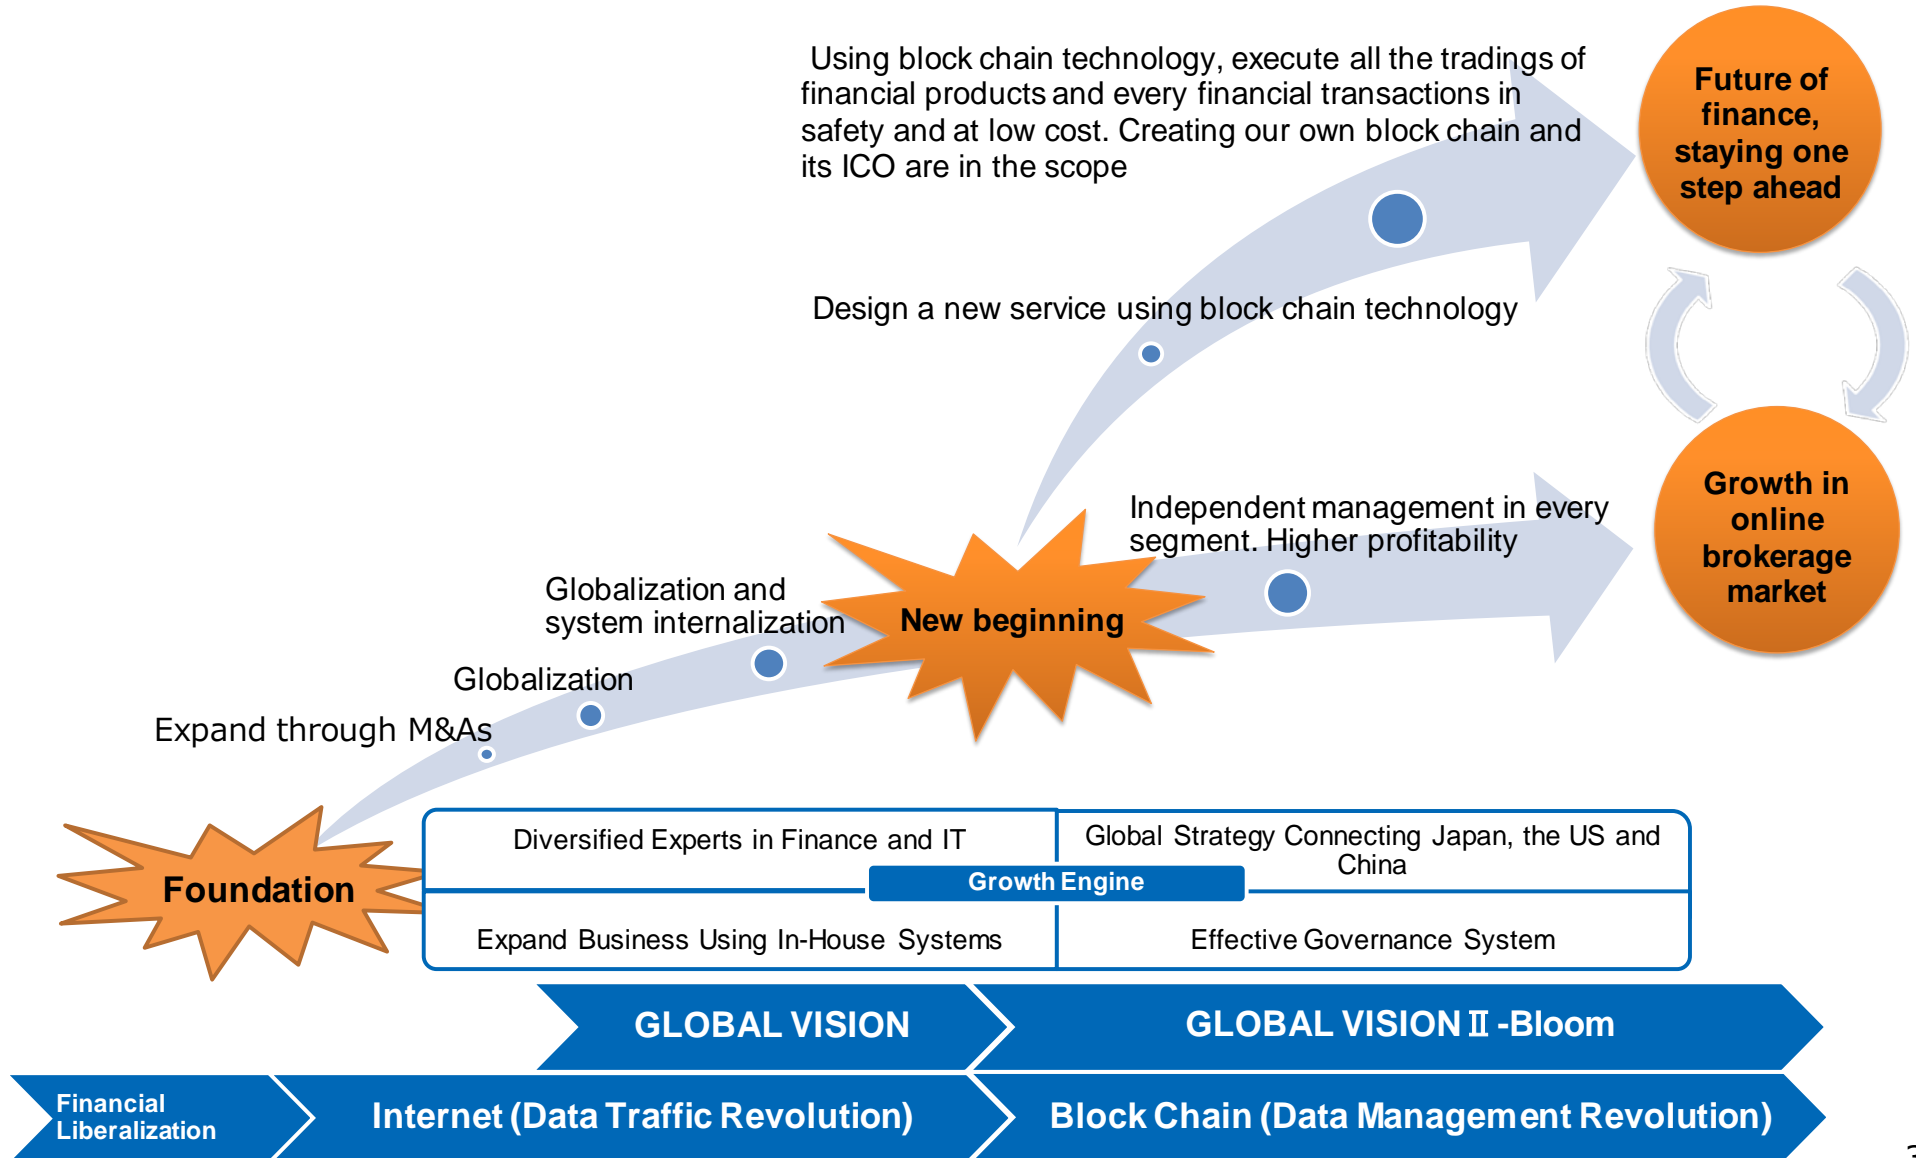 Using block chain technology, execute all the tradings of
financial products and every financial transactions in
safety and at low cost. Creating our own block chain and
its ICO are in the scope
Future of
finance,
staying one
step ahead
Design a new service using block chain technology
Growth in
online
brokerage
market
Independent management in every
segment. Higher profitability
New beginning
Globalization and
system internalization
Globalization
Expand through M&As
Foundation
Diversified Experts in Finance and IT
Global Strategy Connecting Japan, the US and
China
Growth Engine
Expand Business Using In-House Systems
Effective Governance System
GLOBAL VISION
GLOBAL VISION Ⅱ -Bloom
Financial
Liberalization
Internet (Data Traffic Revolution)
Block Chain (Data Management Revolution)